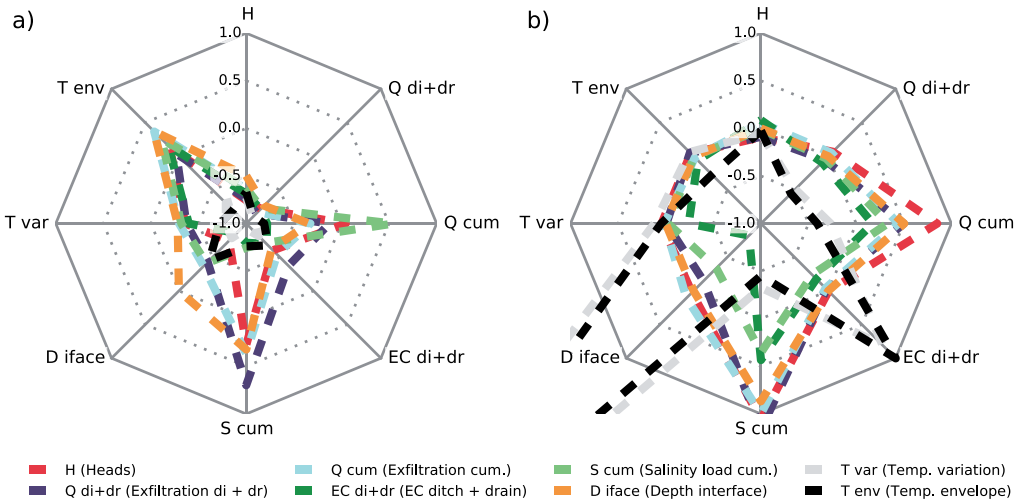 a)
H
1.0
0.5
0.0
-0.5
-1.0
Q di+dr
Q cum
EC di+dr
S cum
D iface
T var
T env
b)
H
1.0
0.5
0.0
-0.5
-1.0
Q di+dr
Q cum
EC di+dr
S cum
D iface
T var
T env
H (Heads)
Q di+dr (Exfiltration di + dr)
Q cum (Exfiltration cum.)
EC di+dr (EC ditch + drain)
S cum (Salinity load cum.)
D iface (Depth interface)
T var (Temp. variation)
T env (Temp. envelope)